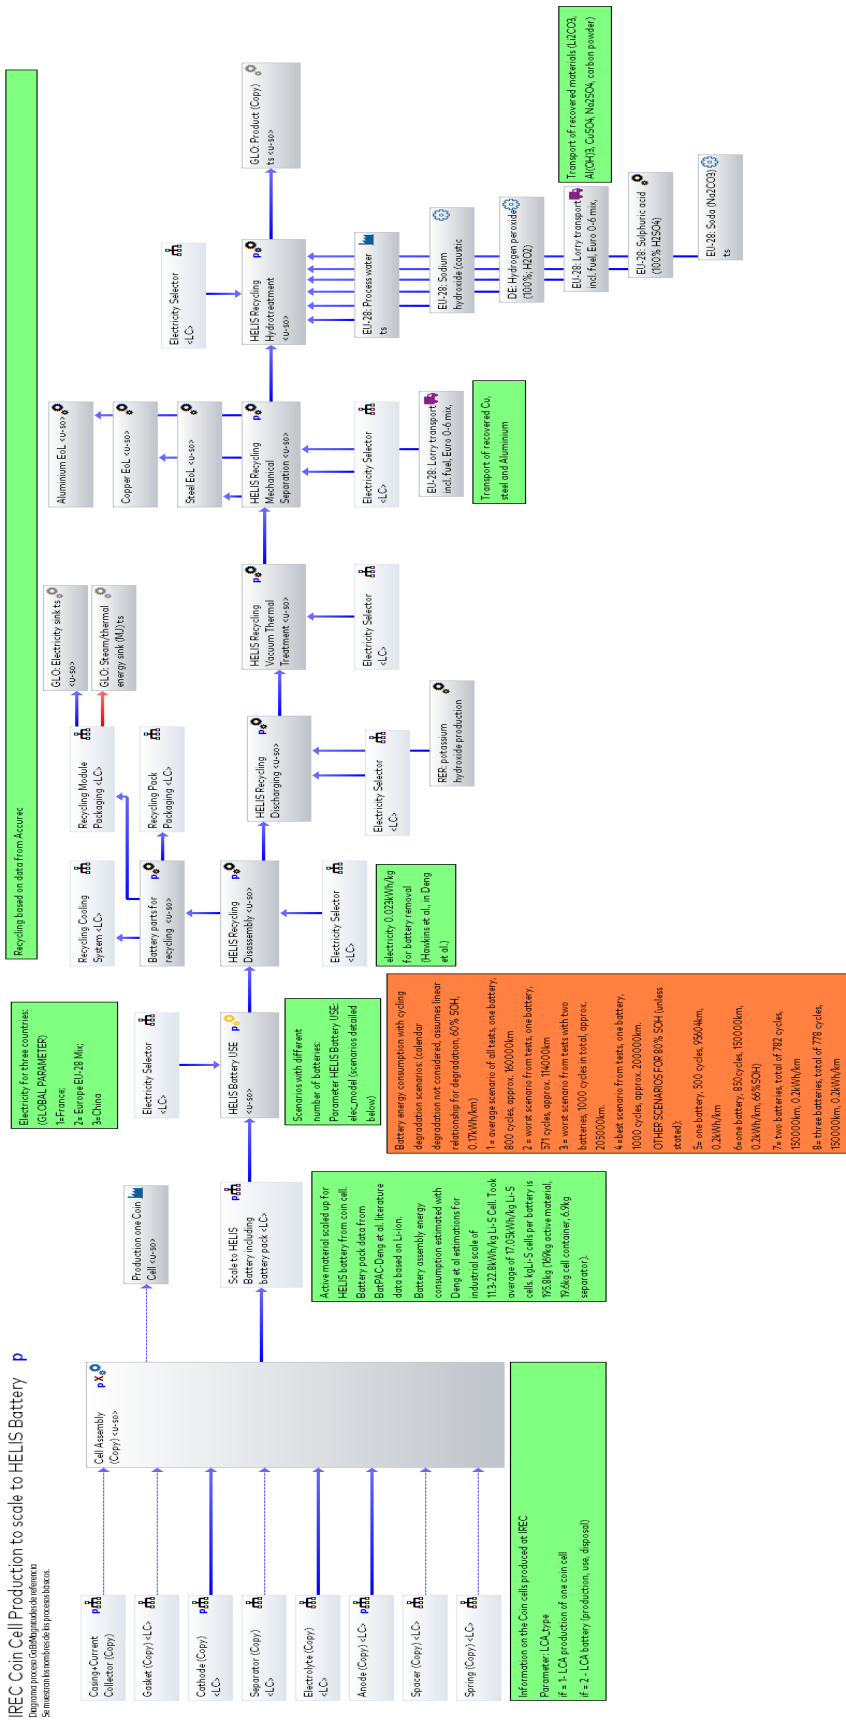 IREC Coin Cell Production to scale to HELIS Battery p
Diagrama proceso:GaBiMagnitudes de referencia
Se muestran los nombres de los procesos básicos.
Casing+Current
Collector (Copy)
Gasket (Copy) <LC>
Cathode (Copy)
<LC>
Separator (Copy)
<LC>
Electrolyte (Copy)
<LC>
Anode (Copy) <LC>
Spacer (Copy) <LC>
Spring (Copy) <LC>
Cell Assembly
(Copy) <u-so>
Information on the Coin cells produced at IREC
Parameter: LCA_type
if = 1- LCA production of one coin cell
if = 2 - LCA battery (production, use, disposal)
Production one Coin
Cell <u-so>
Scale to HELIS
Battery including
battery pack <LC>
Active material scaled up for
HELIS battery from coin cell.
Battery pack data from
BatPAC-Deng et al. literature
data based on Li-ion.
Battery assembly energy
consumption estimated with
Deng et al estimations for
industrial scale of
11.3-22.8kWh/kg Li-S Cell. Took
average of 17.05kWh/kg Li-S
cells. kgLi-S cells per battery is
195.8kg (169kg active material,
19.6kg cell container, 6.9kg
separator).
Electricity for three countries:
(GLOBAL PARAMETER)
1=France;
2= Europe EU-28 Mix;
3=China
Electricity Selector
<LC>
HELIS Battery USE
<u-so>
Scenarios with different
number of batteries:
Parameter HELIS Battery USE:
elec_model (scenarios detailed
below)
Battery energy consumption with cycling
degradation scenarios: (calendar
degradation not considered, assumes linear
relationship for degradation, 60% SOH,
0.17kWh/km)
1 = average scenario of all tests, one battery,
800 cycles, approx. 160000km
2 = worst scenario from tests, one battery,
571 cycles, approx. 114000km
3 = worst scenario from tests with two
batteries, 1000 cycles in total, approx.
205000km.
4 = best scenario from tests, one battery,
1000 cycles, approx. 200000km.
OTHER SCENARIOS FOR 80% SOH (unless
stated):
5= one battery, 500 cycles, 95604km,
0.2kWh/km
6=one battery, 850cycles, 150000km,
0.2kWh/km, 66%SOH)
7= two batteries, total of 782 cycles,
150000km, 0.2kWh/km
8= three batteries, total of 778 cycles,
150000km, 0.2kWh/km
Recycling based on data from Accurec
Recycling Cooling
System <LC>
Battery parts for
recycling <u-so>
HELIS Recycling
Disassembly <u-so>
Electricity Selector
<LC>
electricity 0.023kWh/kg
for battery removal
(Hawkins et al., in Deng
et al.)
Recycling Module
Packaging <LC>
Recycling Pack
Packaging <LC>
HELIS Recycling
Discharging <u-so>
Electricity Selector
<LC>
RER: potassium
hydroxide production
GLO: Electricity sink ts
<u-so>
GLO: Steam/thermal
energy sink (MJ) ts
HELIS Recycling
Vacuum Thermal
Treatment <u-so>
Electricity Selector
<LC>
Aluminium EoL <u-so>
Copper EoL <u-so>
Steel EoL <u-so>
HELIS Recycling
Mechanical
Separation <u-so>
Electricity Selector
<LC>
EU-28: Lorry transport
incl. fuel, Euro 0-6 mix,
Transport of recovered Cu,
steel and Aluminium
Electricity Selector
<LC>
HELIS Recycling
Hydrotreatment
<u-so>
EU-28: Process water
ts
EU-28: Sodium
hydroxide (caustic
DE: Hydrogen peroxide
(100%; H2O2)
EU-28: Lorry transport
incl. fuel, Euro 0-6 mix,
EU-28: Sulphuric acid
(100% H2SO4)
EU-28: Soda (Na2CO3)
ts
GLO: Product (Copy)
ts <u-so>
Transport of recovered materials (Li2CO3,
Al(OH)3, CuSO4, Na2SO4, carbon powder)